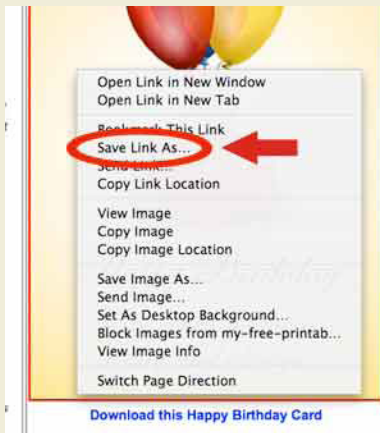 Open Link in New Window
Open Link in New Tab
Bookmark This Link
Save Link As...
Send Link...
Copy Link Location
View Image
Copy Image
Copy Image Location
Save Image As...
Send Image...
Set As Desktop Background...
Block Images from my-free-printab...
View Image Info
Switch Page Direction
Download this Happy Birthday Card